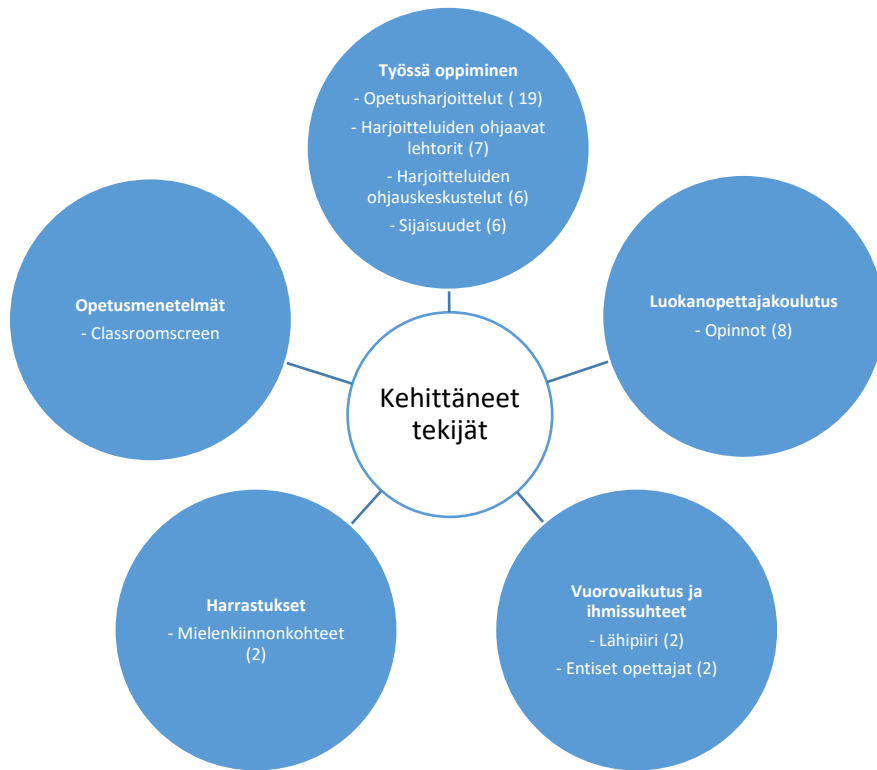 Työssä oppiminen
- Opetusharjoittelut ( 19)
- Harjoitteluiden ohjaavat
lehtorit (7)
- Harjoitteluiden
ohjauskeskustelut (6)
- Sijaisuudet (6)
Luokanopettajakoulutus
- Opinnot (8)
Vuorovaikutus ja
ihmissuhteet
- Lähipiiri (2)
- Entiset opettajat (2)
Harrastukset
- Mielenkiinnonkohteet
(2)
Opetusmenetelmät
- Classroomscreen
Kehittäneet
tekijät